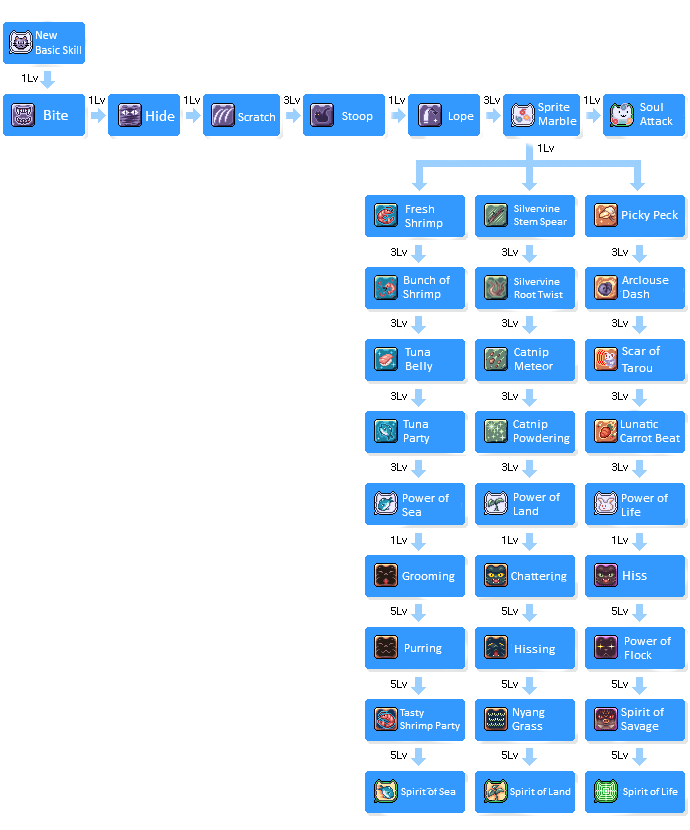 New
Basic Skill
1Lv
Bite
1Lv
Hide
1Lv
Scratch
3Lv
Stoop
1Lv
Lope
3Lv
Sprite
Marble
1Lv
Soul
Attack
1Lv
Fresh
Shrimp
Silvervine
Stem Spear
Picky Peck
3Lv
3Lv
3Lv
Bunch of
Shrimp
Silvervine
Root Twist
Arclouse
Dash
3Lv
3Lv
3Lv
Tuna
Belly
Catnip
Meteor
Scar of
Tarou
3Lv
3Lv
3Lv
Tuna
Party
Catnip
Powdering
Lunatic
Carrot Beat
3Lv
3Lv
3Lv
Power of
Sea
Power of
Land
Power of
Life
1Lv
1Lv
1Lv
Grooming
Chattering
Hiss
5Lv
5Lv
5Lv
Purring
Hissing
Power of
Flock
5Lv
5Lv
5Lv
Tasty
Shrimp Party
Nyang
Grass
Spirit of
Savage
5Lv
5Lv
5Lv
Spirit of Sea
Spirit of Land
Spirit of Life